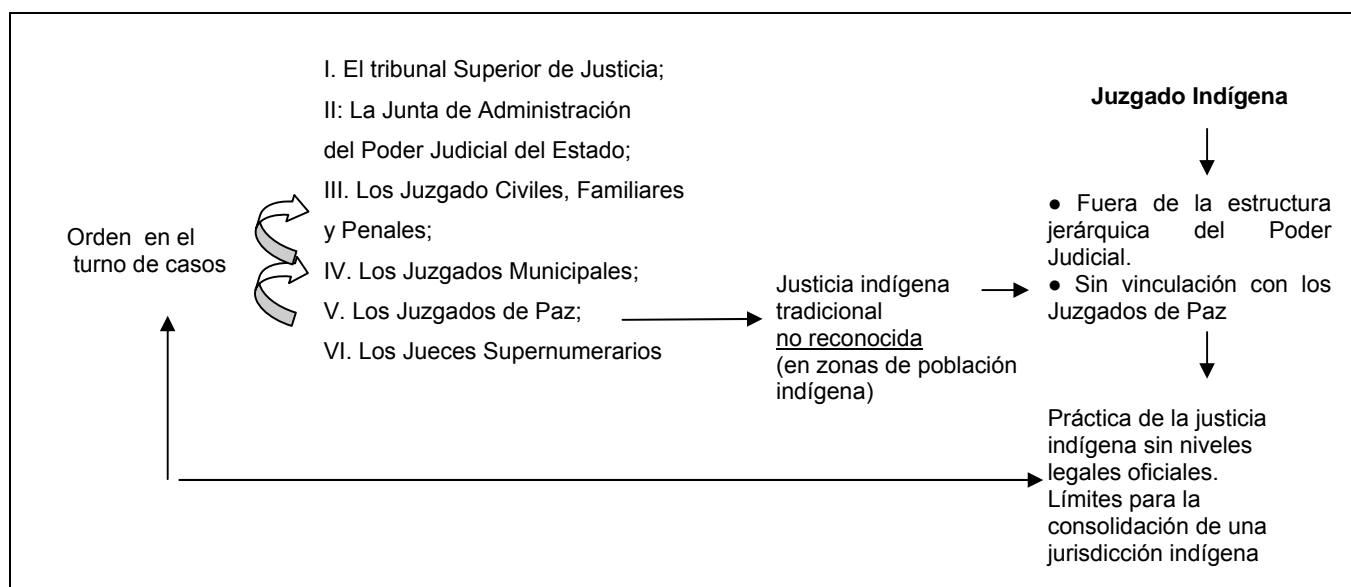 I. El tribunal Superior de Justicia;
II: La Junta de Administración
del Poder Judicial del Estado;
III. Los Juzgado Civiles, Familiares
y Penales;
IV. Los Juzgados Municipales;
V. Los Juzgados de Paz;
VI. Los Jueces Supernumerarios
Orden en el
turno de casos
Justicia indígena
tradicional
no reconocida
(en zonas de población
indígena)
Juzgado Indígena
● Fuera de la estructura
jerárquica del Poder
Judicial.
● Sin vinculación con los
Juzgados de Paz
Práctica de la justicia
indígena sin niveles
legales oficiales.
Límites para la
consolidación de una
jurisdicción indígena